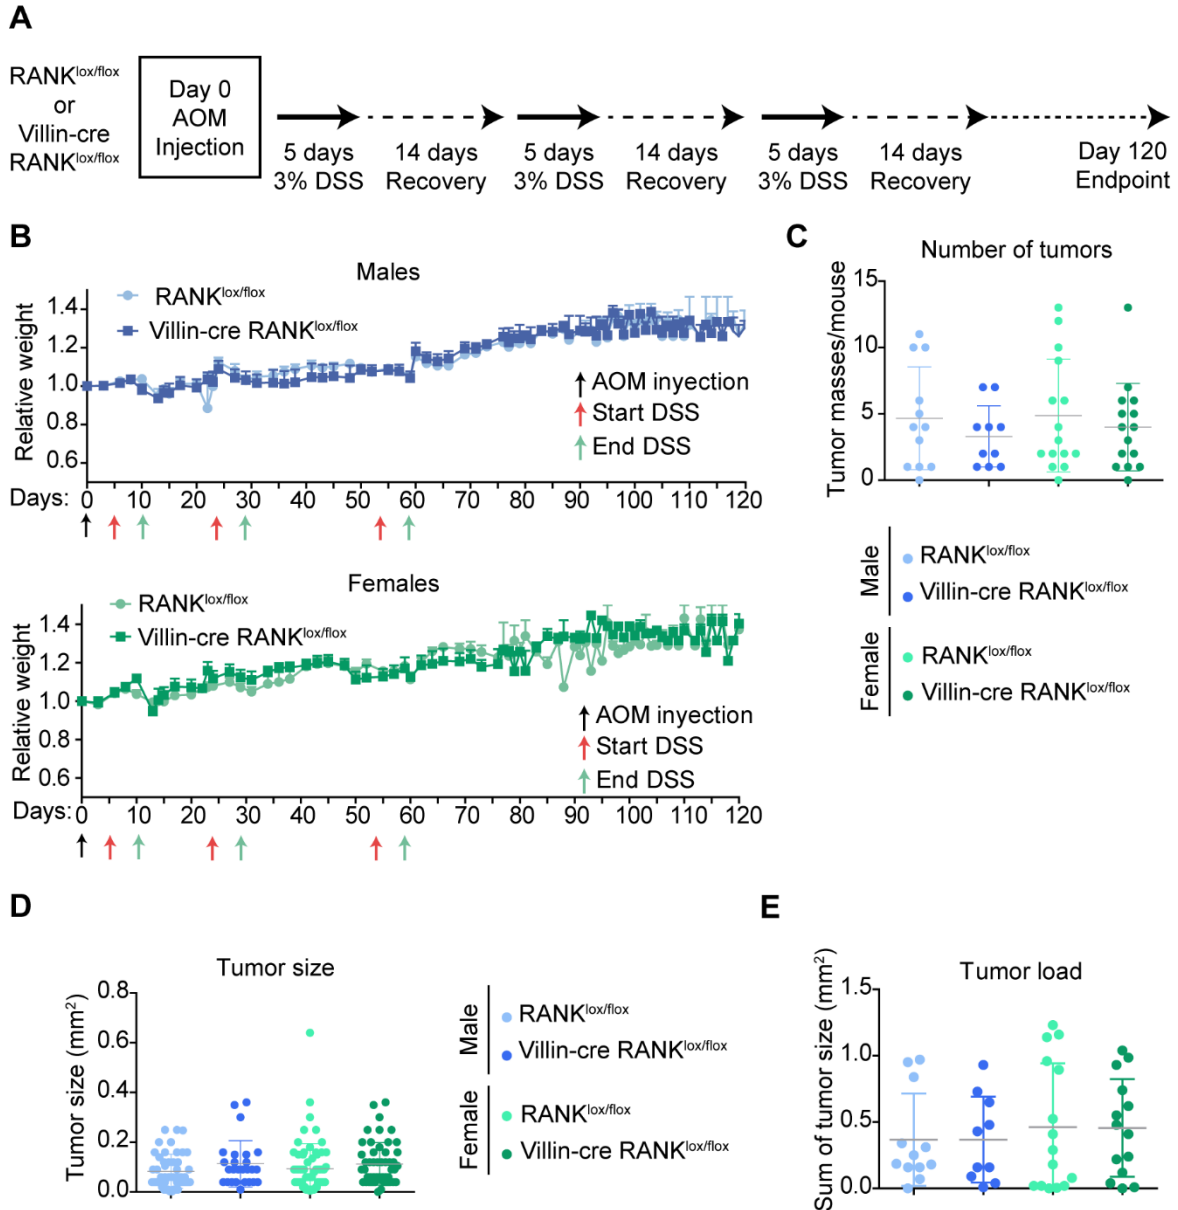 A
RANKlox/flox
or
Villin-cre
RANKlox/flox
Day 0
AOM
Injection
5 days
3% DSS
14 days
Recovery
5 days
3% DSS
14 days
Recovery
5 days
3% DSS
14 days
Recovery
Day 120
Endpoint
B
Males
RANKlox/flox
Villin-cre RANKlox/flox
Relative weight
1.4
1.2
1.0
0.8
0.6
AOM inyection
Start DSS
End DSS
Days: 0 10 20 30 40 50 60 70 80 90 100 110 120
Females
RANKlox/flox
Villin-cre RANKlox/flox
Relative weight
1.4
1.2
1.0
0.8
0.6
AOM inyection
Start DSS
End DSS
Days: 0 10 20 30 40 50 60 70 80 90 100 110 120
C
Number of tumors
Tumor masses/mouse
15
10
5
0
Male
RANKlox/flox
Villin-cre RANKlox/flox
Female
RANKlox/flox
Villin-cre RANKlox/flox
D
Tumor size
Tumor size (mm²)
0.8
0.6
0.4
0.2
0.0
Male
RANKlox/flox
Villin-cre RANKlox/flox
Female
RANKlox/flox
Villin-cre RANKlox/flox
E
Tumor load
Sum of tumor size (mm²)
1.5
1.0
0.5
0.0